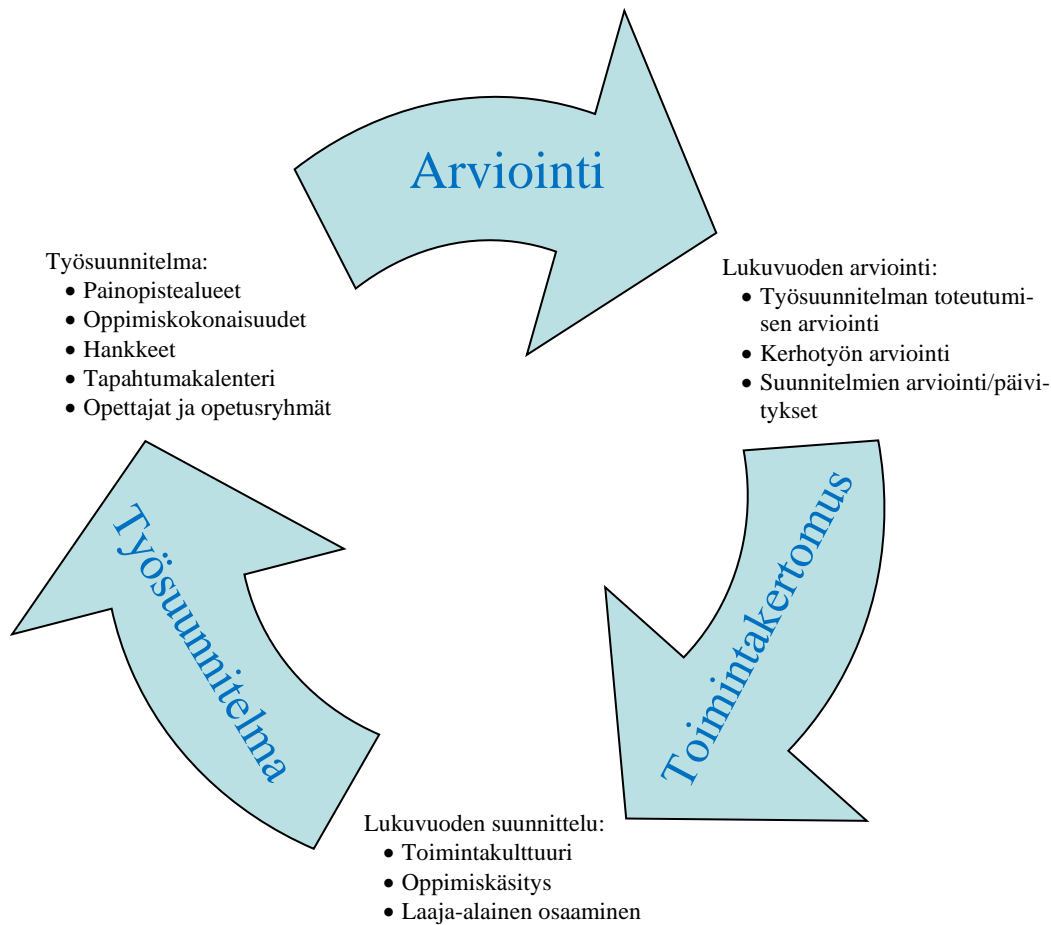 Arviointi
Työsuunnitelma:
• Painopistealueet
• Oppimiskokonaisuudet
• Hankkeet
• Tapahtumakalenteri
• Opettajat ja opetusryhmät
Lukuvuoden arviointi:
• Työsuunnitelman toteutumi-
sen arviointi
• Kerhotyön arviointi
• Suunnitelmien arviointi/päivi-
tykset
Työsuunnitelma
Toimintakertomus
Lukuvuoden suunnittelu:
• Toimintakulttuuri
• Oppimiskäsitys
• Laaja-alainen osaaminen